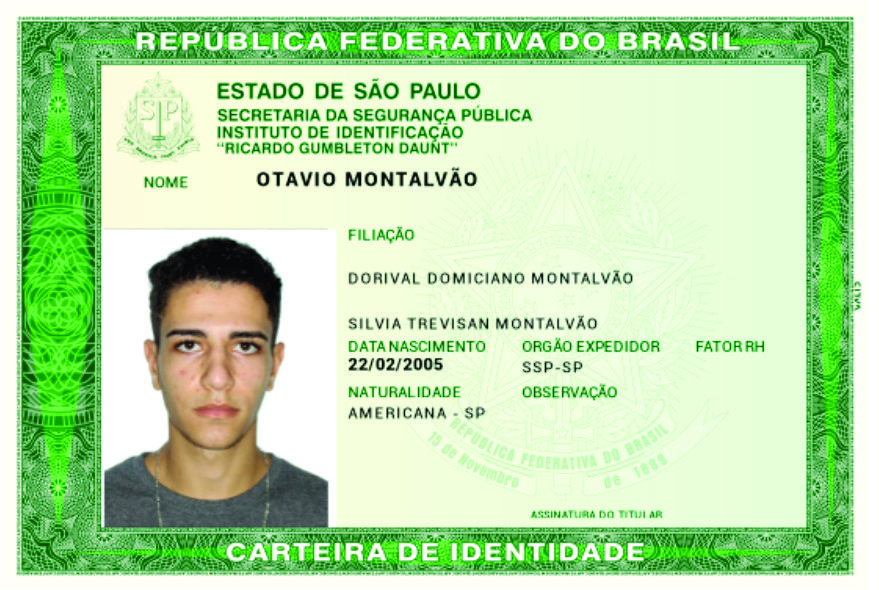 REPÚBLICA FEDERATIVA DO BRASIL
ESTADO DE SÃO PAULO
SECRETARIA DA SEGURANÇA PÚBLICA
INSTITUTO DE IDENTIFICAÇÃO
"RICARDO GUMBLETON DAUNT"
NOME OTAVIO MONTALVÃO
FILIAÇÃO
DORIVAL DOMICIANO MONTALVÃO
SILVIA TREVISAN MONTALVÃO
DATA NASCIMENTO ORGÃO EXPEDIDOR FATOR RH
22/02/2005 SSP-SP
NATURALIDADE OBSERVAÇÃO
AMERICANA - SP
REPUBLICA FEDERATIVA DO BRASIL
15 de Novembro de 1889
ASSINATURA DO TITULAR
CARTEIRA DE IDENTIDADE